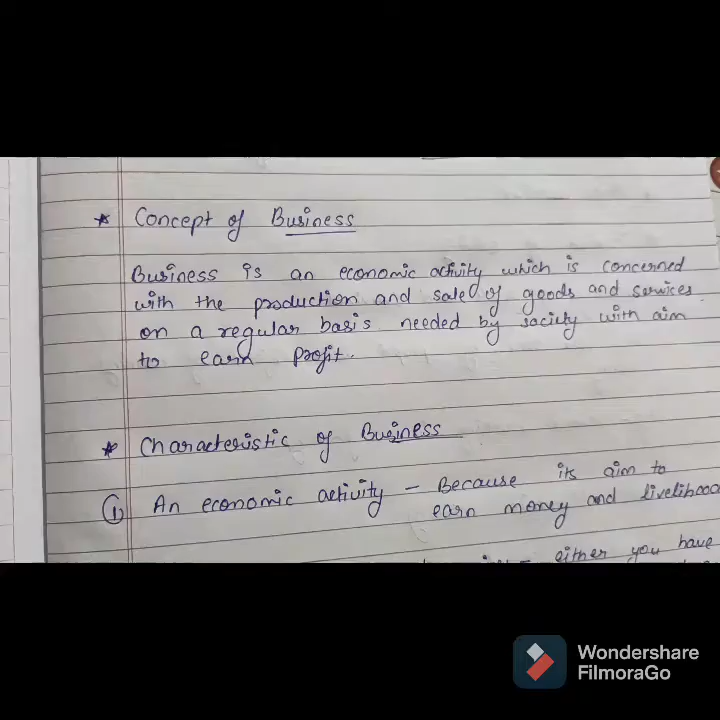 * Concept of Business
Business is an economic activity which is concerned
with the production and sale of goods and services
on a regular basis needed by society with aim
to earn profit.
* Characteristic of Business
① An economic activity – Because its aim to
earn money and livelihood
– either you have
Wondershare
FilmoraGo